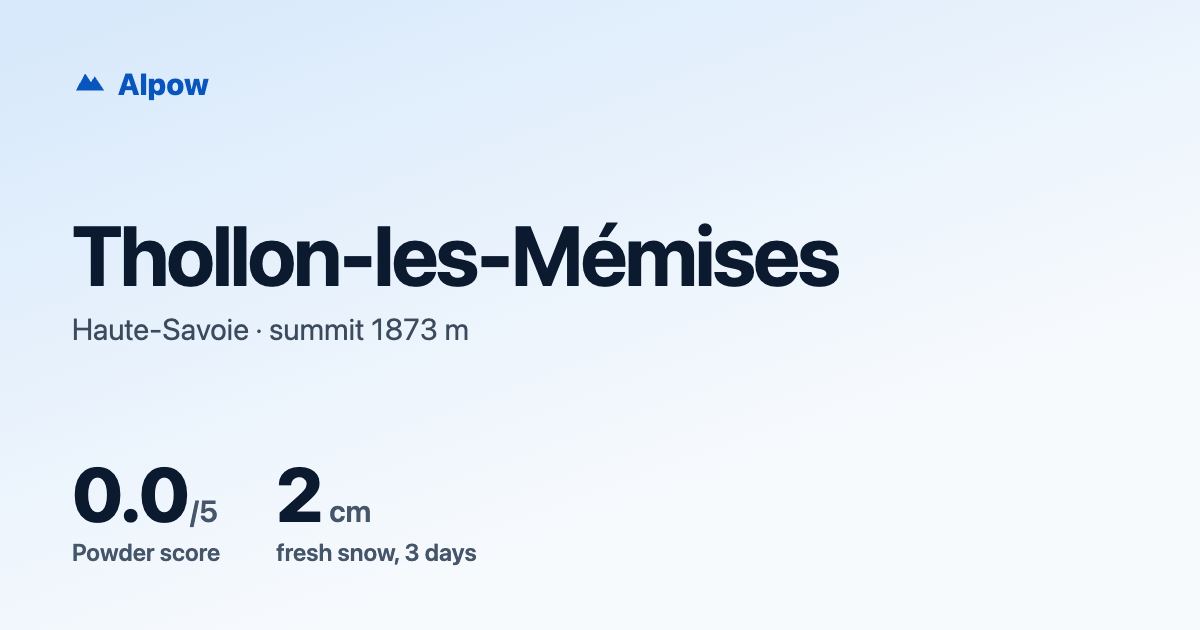 Alpow
Thollon-les-Mémises
Haute-Savoie · summit 1873 m
0.0/5 2 cm
Powder score fresh snow, 3 days